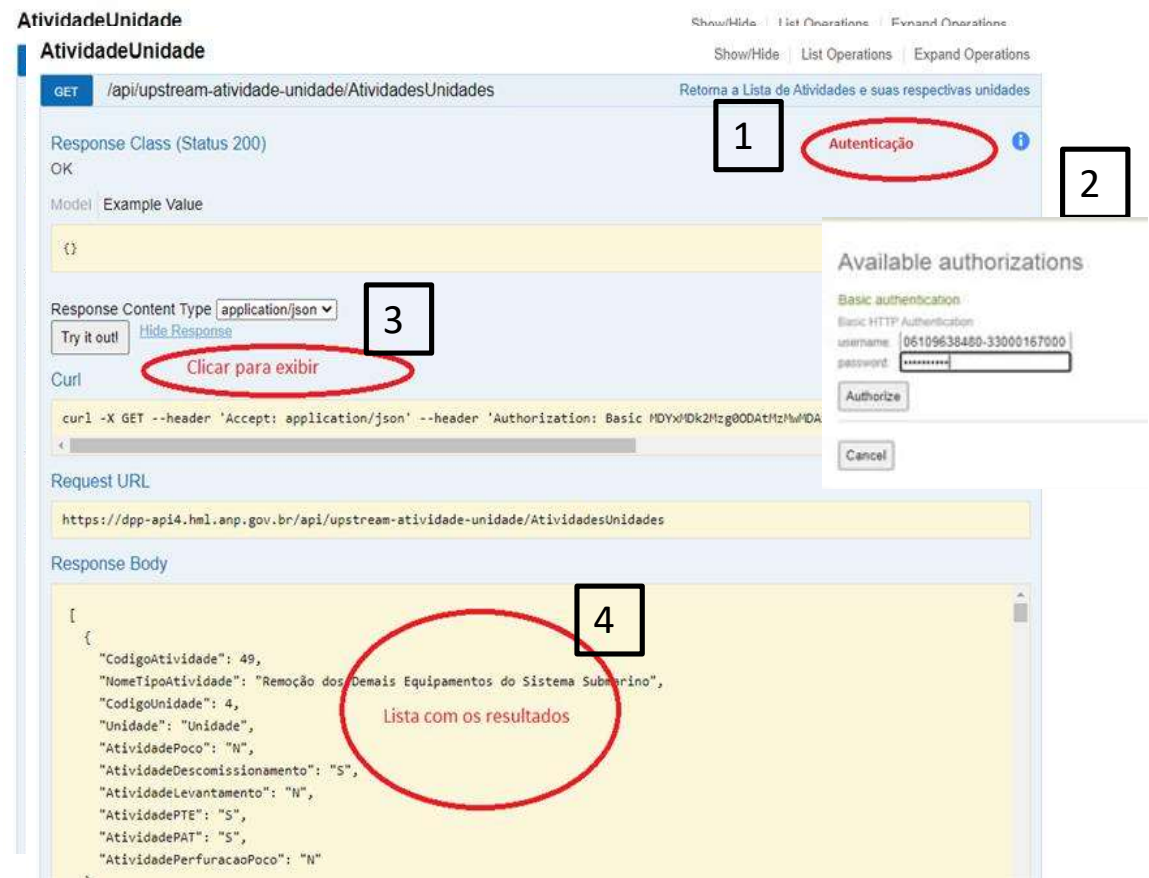 AtividadeUnidade
Show/Hide List Operations Expand Operations
AtividadeUnidade
Show/Hide List Operations Expand Operations
GET /api/upstream-atividade-unidade/AtividadesUnidades
Retorna a Lista de Atividades e suas respectivas unidades
1
Autenticação
Response Class (Status 200)
OK
2
Model Example Value
{}
Available authorizations
Basic authentication
Basic HTTP Authentication
username: 06109638480-33000167000
password: ••••••••••
Authorize
Cancel
Response Content Type application/json
3
Try it out! Hide Response
Clicar para exibir
Curl
curl -X GET --header 'Accept: application/json' --header 'Authorization: Basic
Request URL
https://dpp-api4.hml.anp.gov.br/api/upstream-atividade-unidade/AtividadesUnidades
Response Body
4
[
{
"CodigoAtividade": 49,
"NomeTipoAtividade": "Remoção dos Demais Equipamentos do Sistema Submarino",
"CodigoUnidade": 4,
Lista com os resultados
"Unidade": "Unidade",
"AtividadePoco": "N",
"AtividadeDescomissionamento": "S",
"AtividadeLevantamento": "N",
"AtividadePTE": "S",
"AtividadePAT": "S",
"AtividadePerfuracaoPoco": "N"